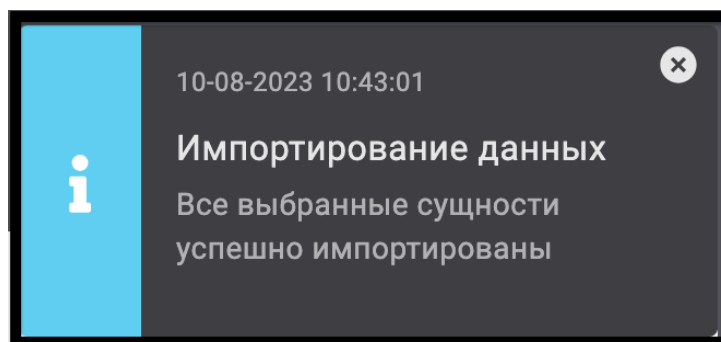 10-08-2023 10:43:01
Импортирование данных
Все выбранные сущности
успешно импортированы